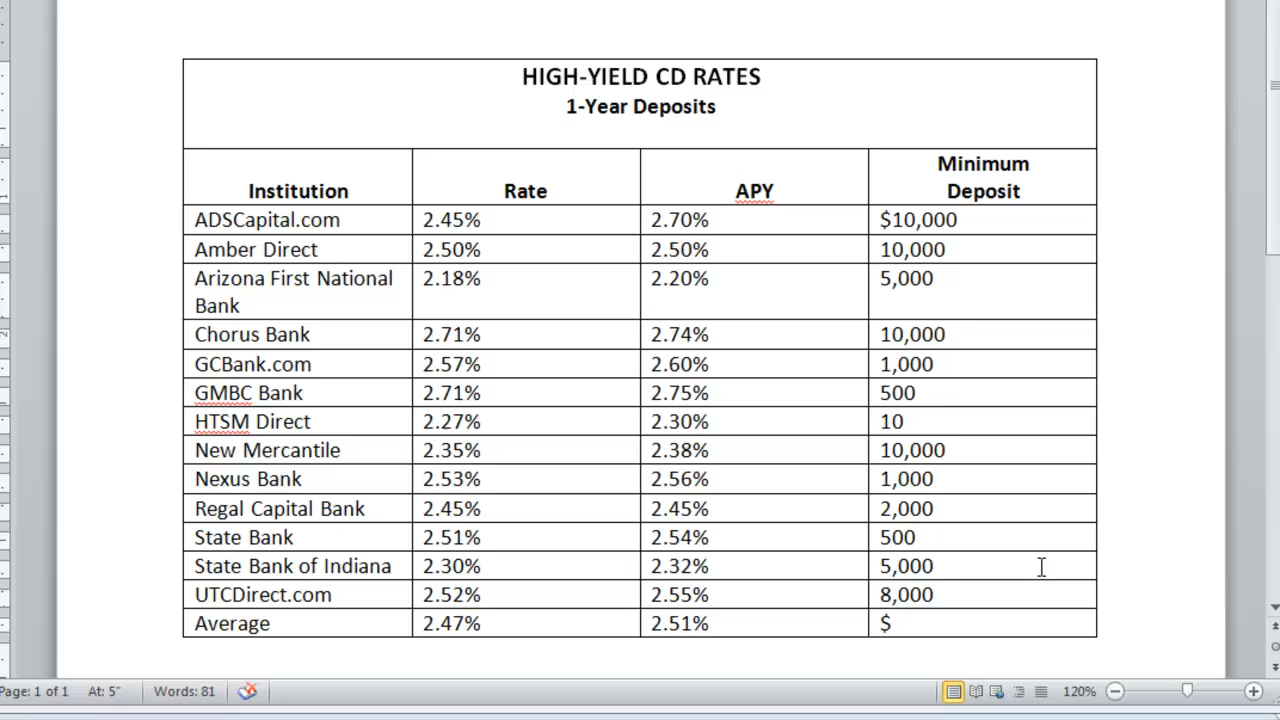 HIGH-YIELD CD RATES
1-Year Deposits
Institution Rate APY Minimum Deposit
ADSCapital.com 2.45% 2.70% $10,000
Amber Direct 2.50% 2.50% 10,000
Arizona First National Bank 2.18% 2.20% 5,000
Chorus Bank 2.71% 2.74% 10,000
GCBank.com 2.57% 2.60% 1,000
GMBC Bank 2.71% 2.75% 500
HTSM Direct 2.27% 2.30% 10
New Mercantile 2.35% 2.38% 10,000
Nexus Bank 2.53% 2.56% 1,000
Regal Capital Bank 2.45% 2.45% 2,000
State Bank 2.51% 2.54% 500
State Bank of Indiana 2.30% 2.32% 5,000
UTCDirect.com 2.52% 2.55% 8,000
Average 2.47% 2.51% $
Page: 1 of 1 At: 5" Words: 81 120%